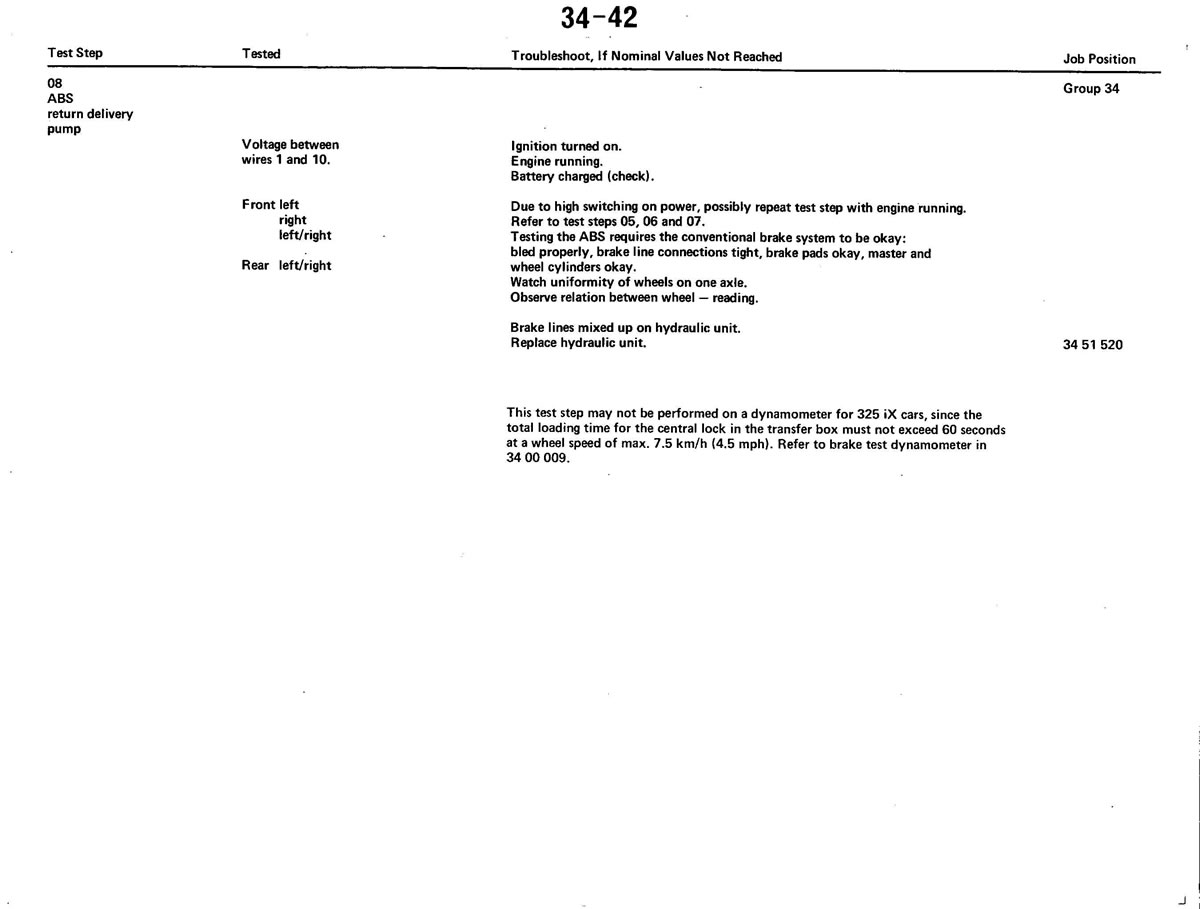 34-42
Test Step Tested Troubleshoot, If Nominal Values Not Reached Job Position
08 Group 34
ABS
return delivery
pump
Voltage between Ignition turned on.
wires 1 and 10. Engine running.
Battery charged (check).
Front left Due to high switching on power, possibly repeat test step with engine running.
right Refer to test steps 05, 06 and 07.
left/right Testing the ABS requires the conventional brake system to be okay:
bled properly, brake line connections tight, brake pads okay, master and
Rear left/right wheel cylinders okay.
Watch uniformity of wheels on one axle.
Observe relation between wheel — reading.
Brake lines mixed up on hydraulic unit.
Replace hydraulic unit. 34 51 520
This test step may not be performed on a dynamometer for 325 iX cars, since the
total loading time for the central lock in the transfer box must not exceed 60 seconds
at a wheel speed of max. 7.5 km/h (4.5 mph). Refer to brake test dynamometer in
34 00 009.